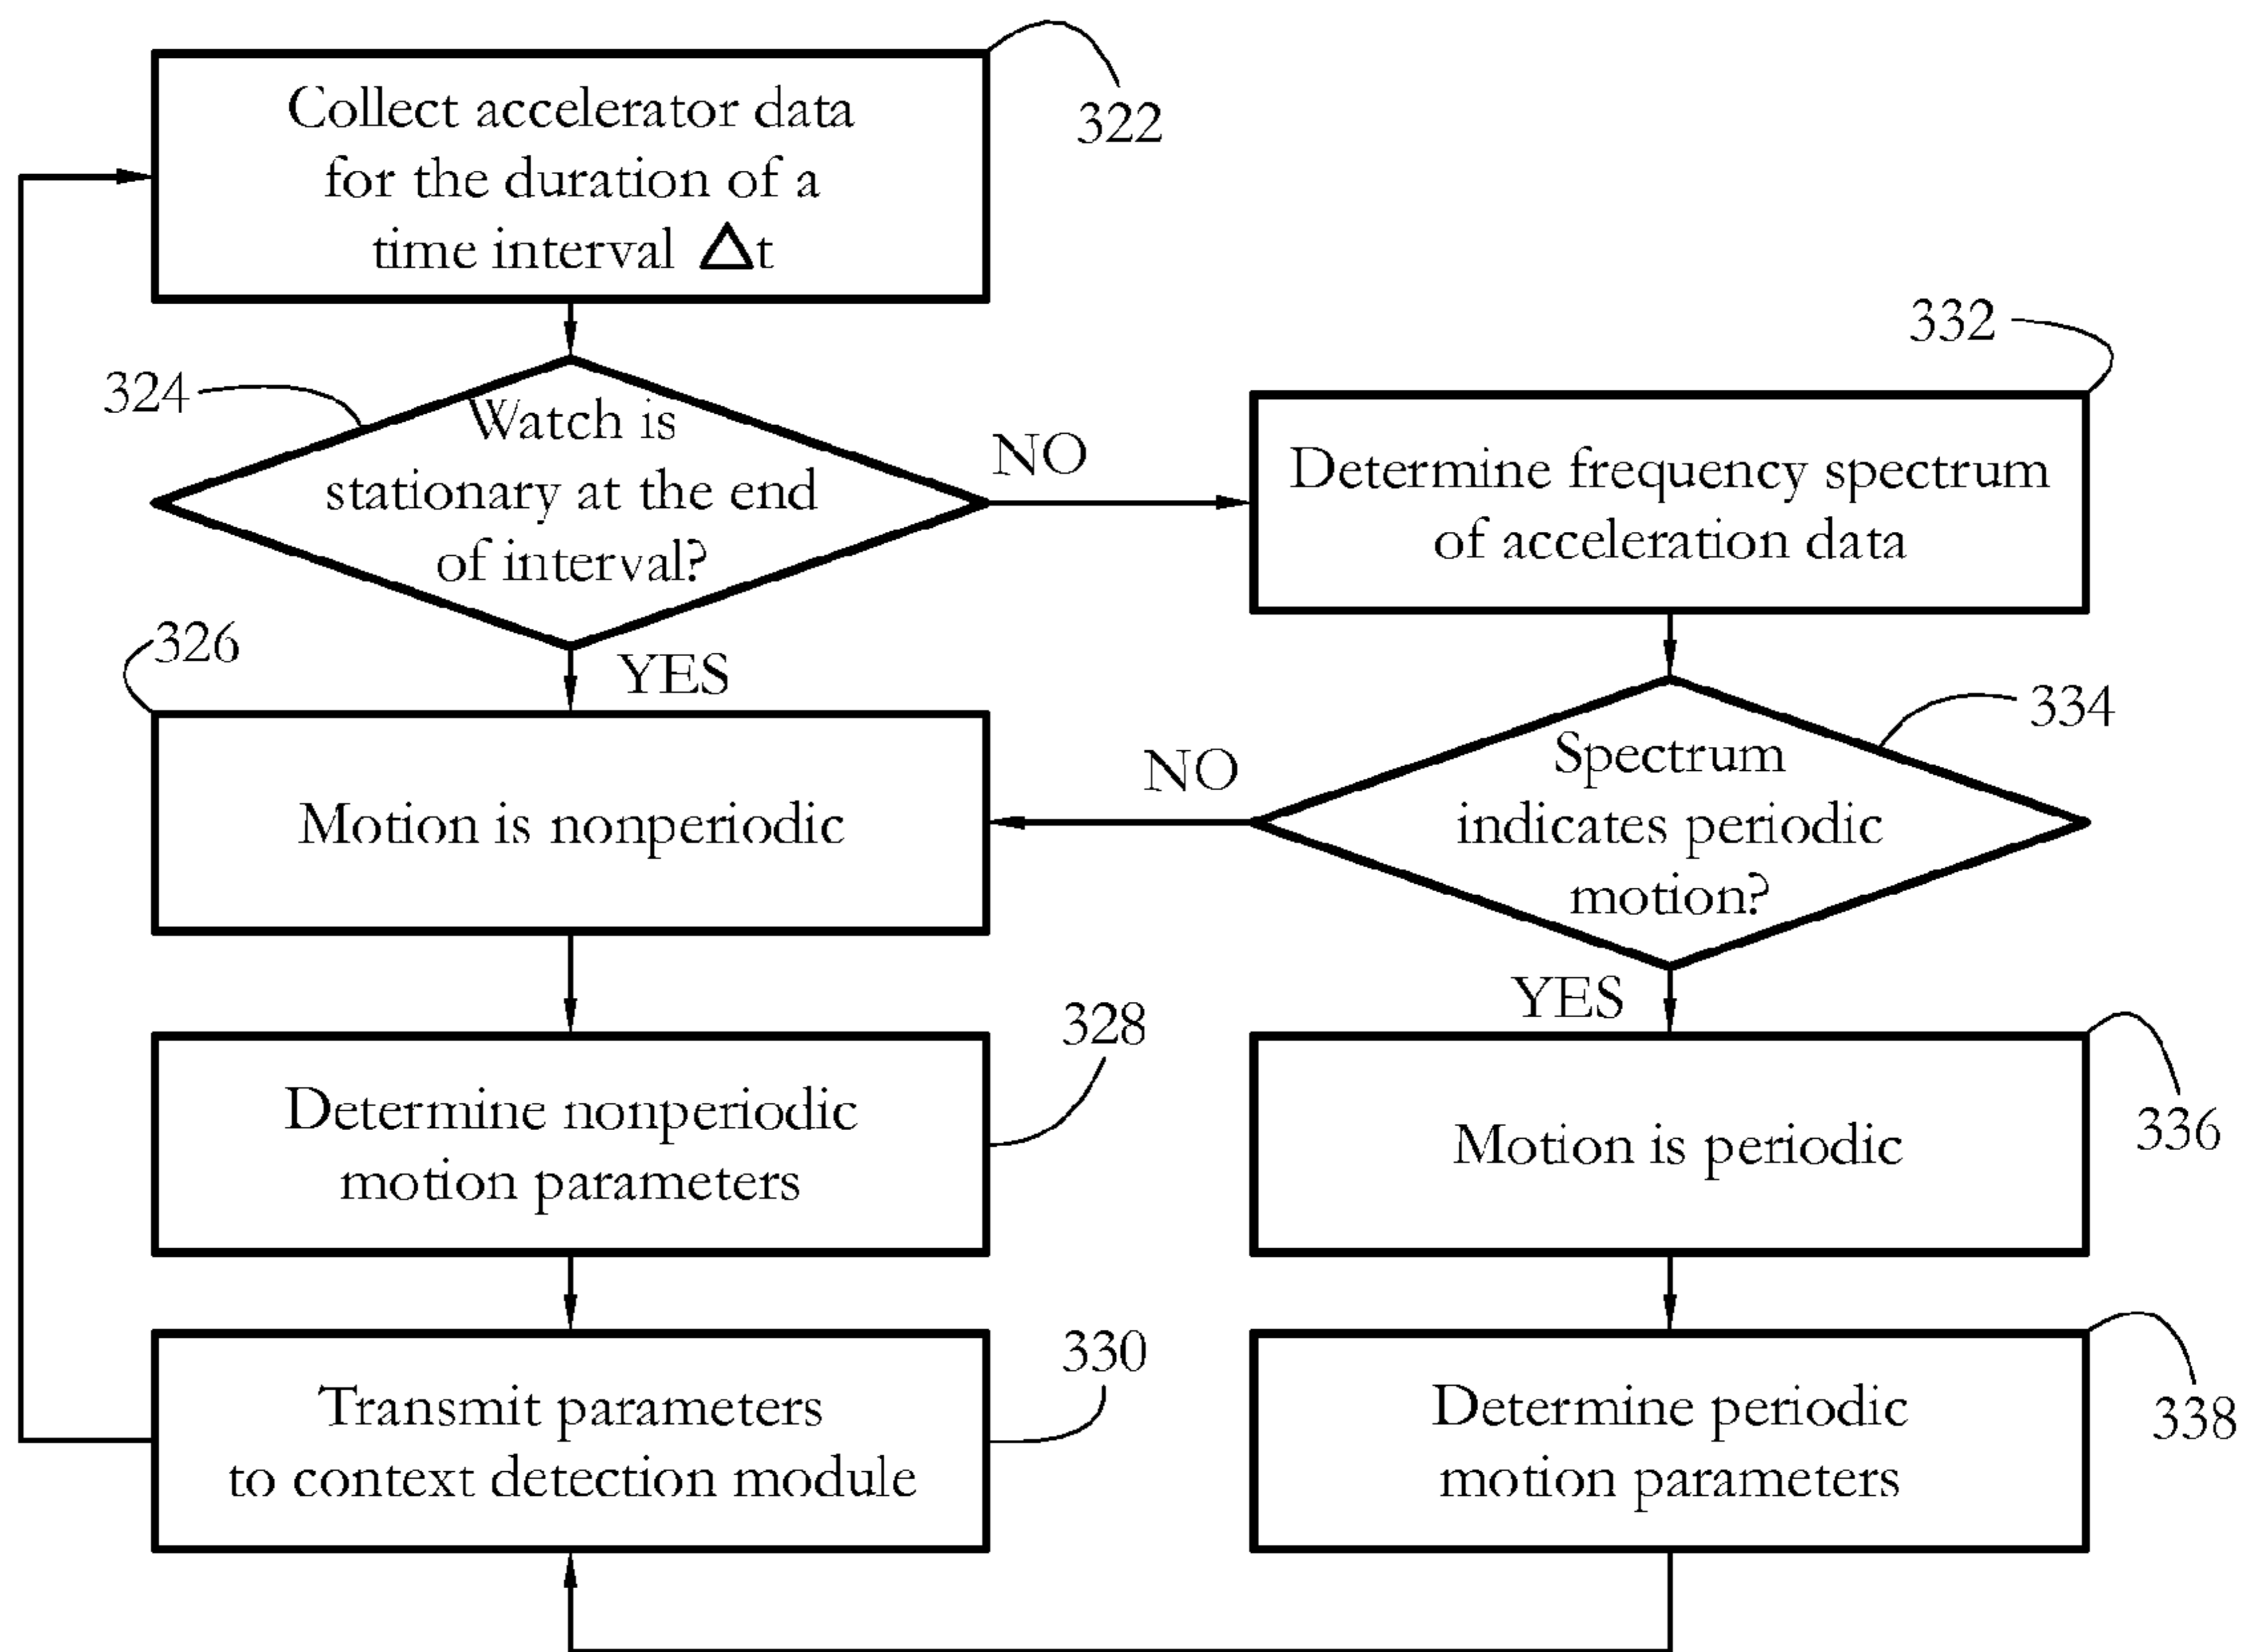 Collect accelerator data
for the duration of a
time interval Δt
322
324
Watch is
stationary at the end
of interval?
NO
YES
332
Determine frequency spectrum
of acceleration data
326
Motion is nonperiodic
NO
334
Spectrum
indicates periodic
motion?
YES
328
Determine nonperiodic
motion parameters
336
Motion is periodic
330
Transmit parameters
to context detection module
338
Determine periodic
motion parameters